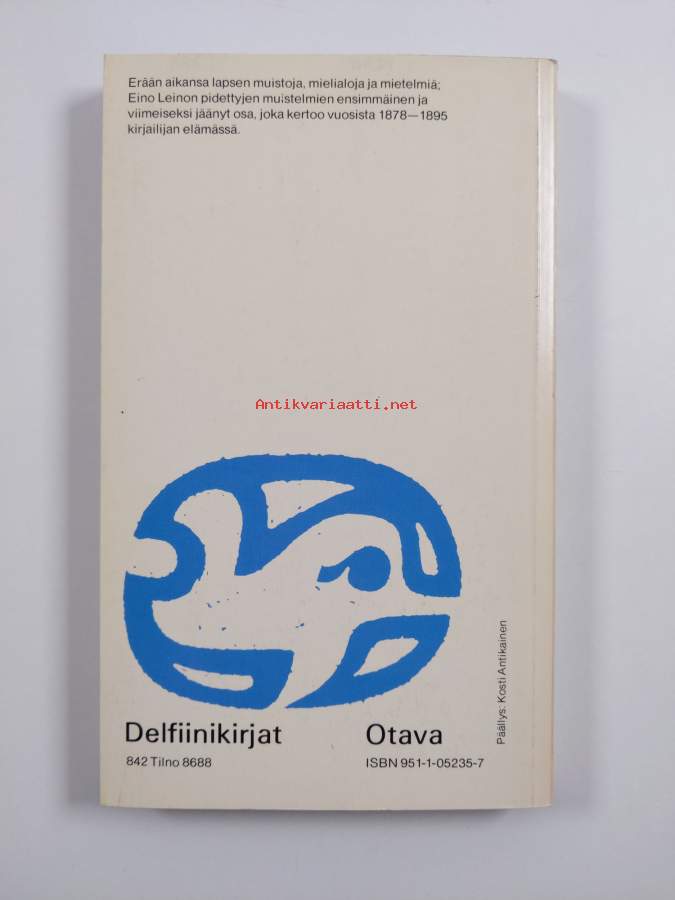 Erään aikansa lapsen muistoja, mielialoja ja mietelmiä;
Eino Leinon pidettyjen muistelmien ensimmäinen ja
viimeiseksi jäänyt osa, joka kertoo vuosista 1878—1895
kirjailijan elämässä.
Antikvariaatti.net
Päällys: Kosti Antikainen
Delfiinikirjat
Otava
842 Tilno 8688
ISBN 951-1-05235-7